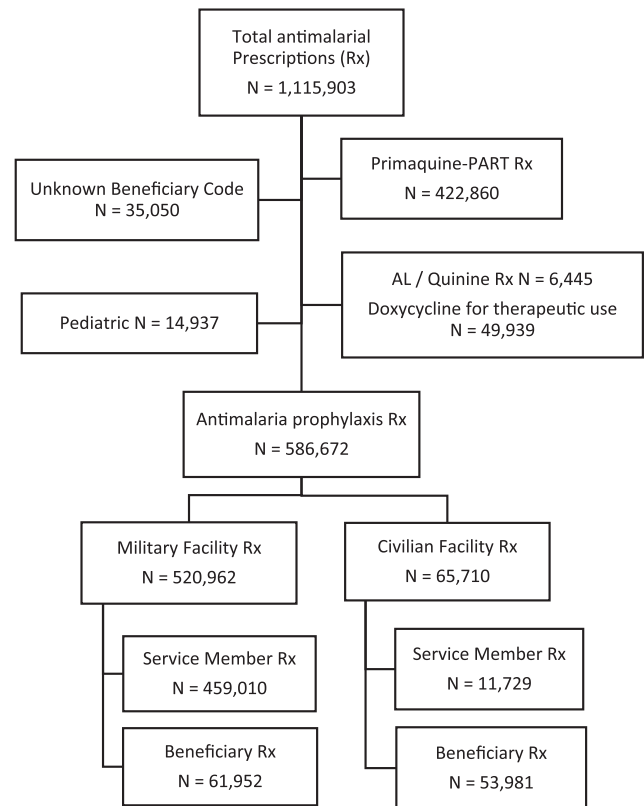 Total antimalarial
Prescriptions (Rx)
N = 1,115,903
Unknown Beneficiary Code
N = 35,050
Primaquine-PART Rx
N = 422,860
Pediatric N = 14,937
AL / Quinine Rx N = 6,445
Doxycycline for therapeutic use
N = 49,939
Antimalaria prophylaxis Rx
N = 586,672
Military Facility Rx
N = 520,962
Civilian Facility Rx
N = 65,710
Service Member Rx
N = 459,010
Service Member Rx
N = 11,729
Beneficiary Rx
N = 61,952
Beneficiary Rx
N = 53,981